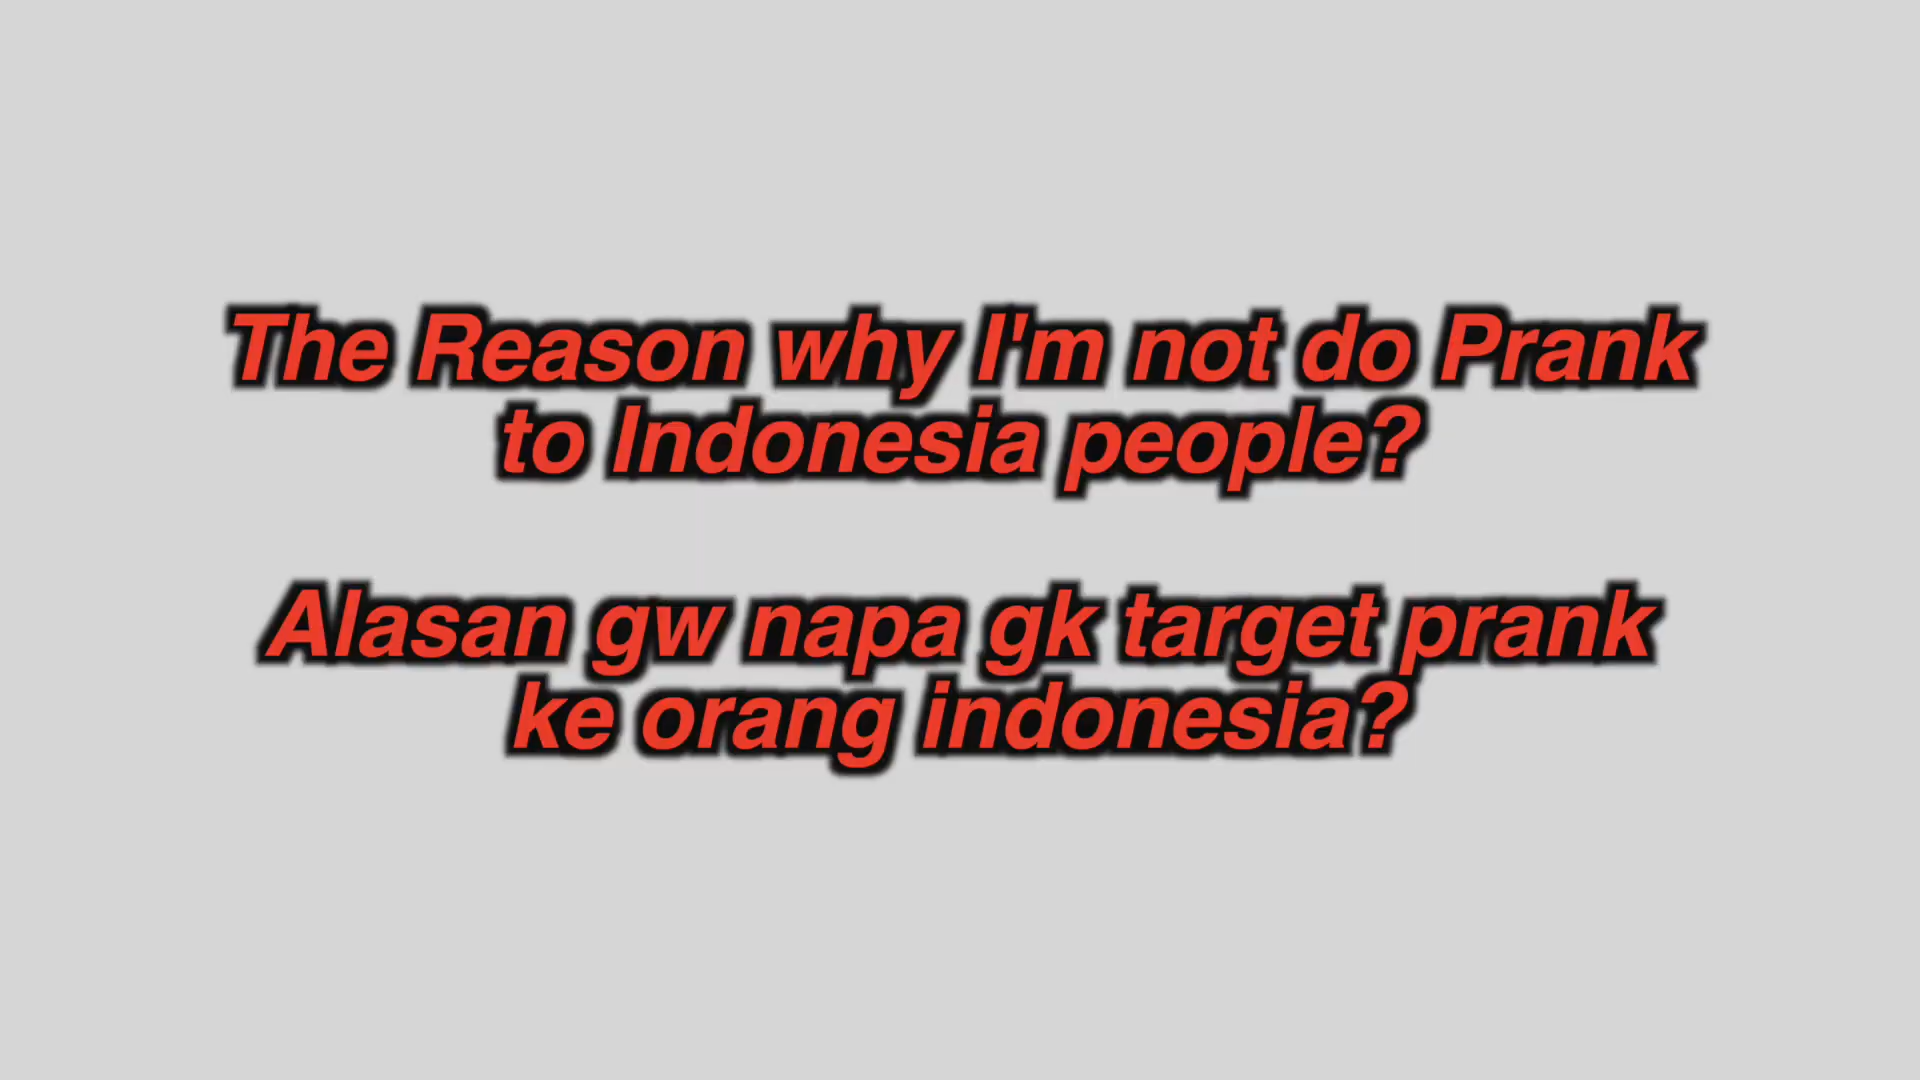 The Reason why I'm not do Prank
to Indonesia people?
Alasan gw napa gk target prank
ke orang indonesia?